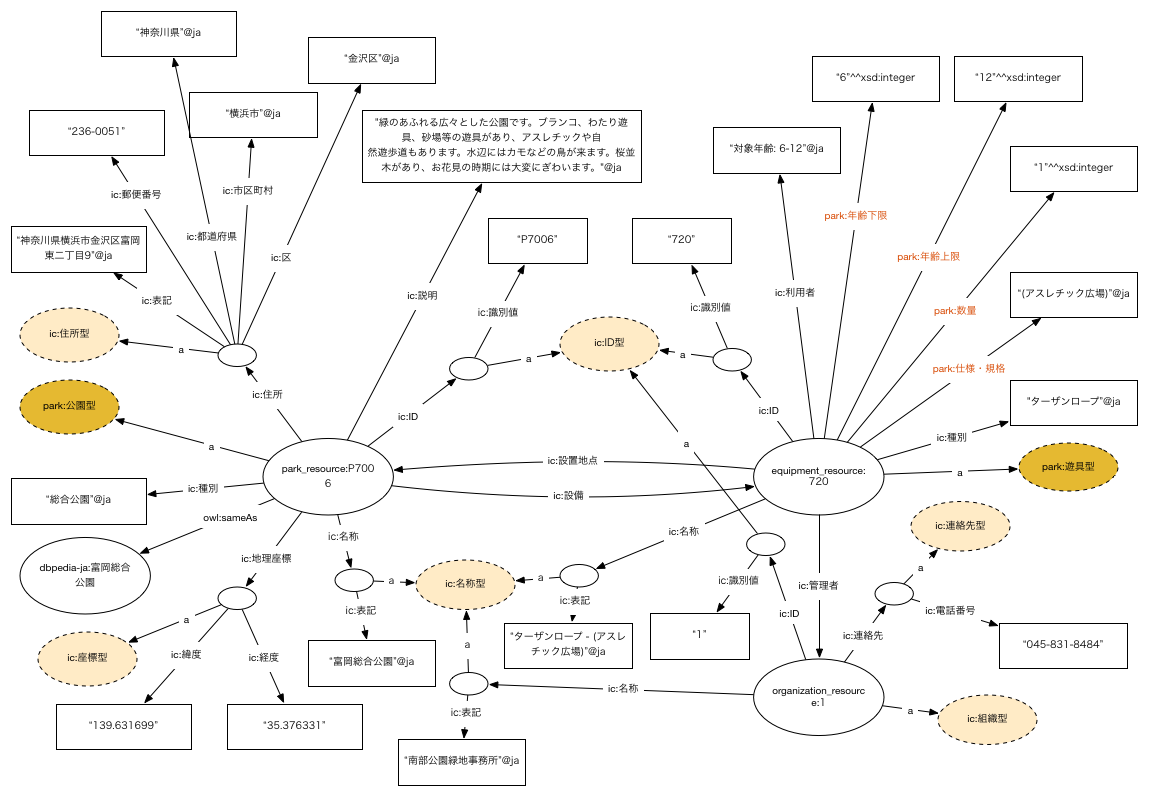 "神奈川県"@ja
"金沢区"@ja
"6"^^xsd:integer
"12"^^xsd:integer
"236-0051"
"横浜市"@ja
"緑のあふれる広々とした公園です。ブランコ、わたり遊
具、砂場等の遊具があり、アスレチックや自
然遊歩道もあります。水辺にはカモなどの鳥が来ます。桜並
木があり、お花見の時期には大変にぎわいます。"@ja
"対象年齢: 6-12"@ja
"1"^^xsd:integer
ic:郵便番号
ic:市区町村
park:年齢下限
"神奈川県横浜市金沢区富岡
東二丁目9"@ja
ic:都道府県
ic:区
"P7006"
"720"
park:年齢上限
ic:表記
ic:説明
ic:識別値
ic:識別値
ic:利用者
park:数量
"(アスレチック広場)"@ja
ic:住所型
a
ic:ID型
a
a
park:仕様・規格
park:公園型
ic:住所
ic:ID
ic:ID
"ターザンロープ"@ja
a
a
ic:種別
park_resource:P700
6
ic:設置地点
equipment_resource:
720
a
park:遊具型
"総合公園"@ja
ic:種別
ic:設備
owl:sameAs
ic:名称
ic:名称
ic:連絡先型
dbpedia-ja:富岡総合
公園
ic:地理座標
a
ic:名称型
a
ic:識別値
ic:管理者
a
a
ic:表記
ic:表記
ic:ID
ic:電話番号
ic:座標型
ic:緯度
ic:経度
"富岡総合公園"@ja
a
"ターザンロープ - (アスレ
チック広場)"@ja
"1"
ic:連絡先
"045-831-8484"
ic:名称
organization_resourc
e:1
"139.631699"
"35.376331"
ic:表記
a
ic:組織型
"南部公園緑地事務所"@ja